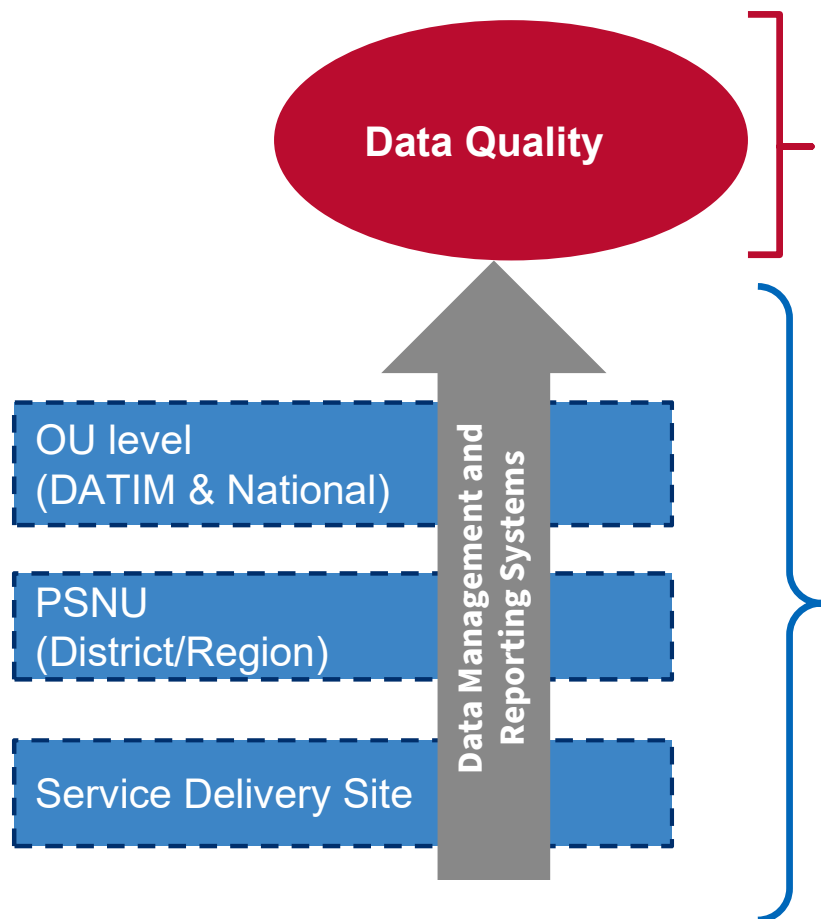 Data Quality
OU level
(DATIM & National)
PSNU
(District/Region)
Service Delivery Site
Data Management and
Reporting Systems